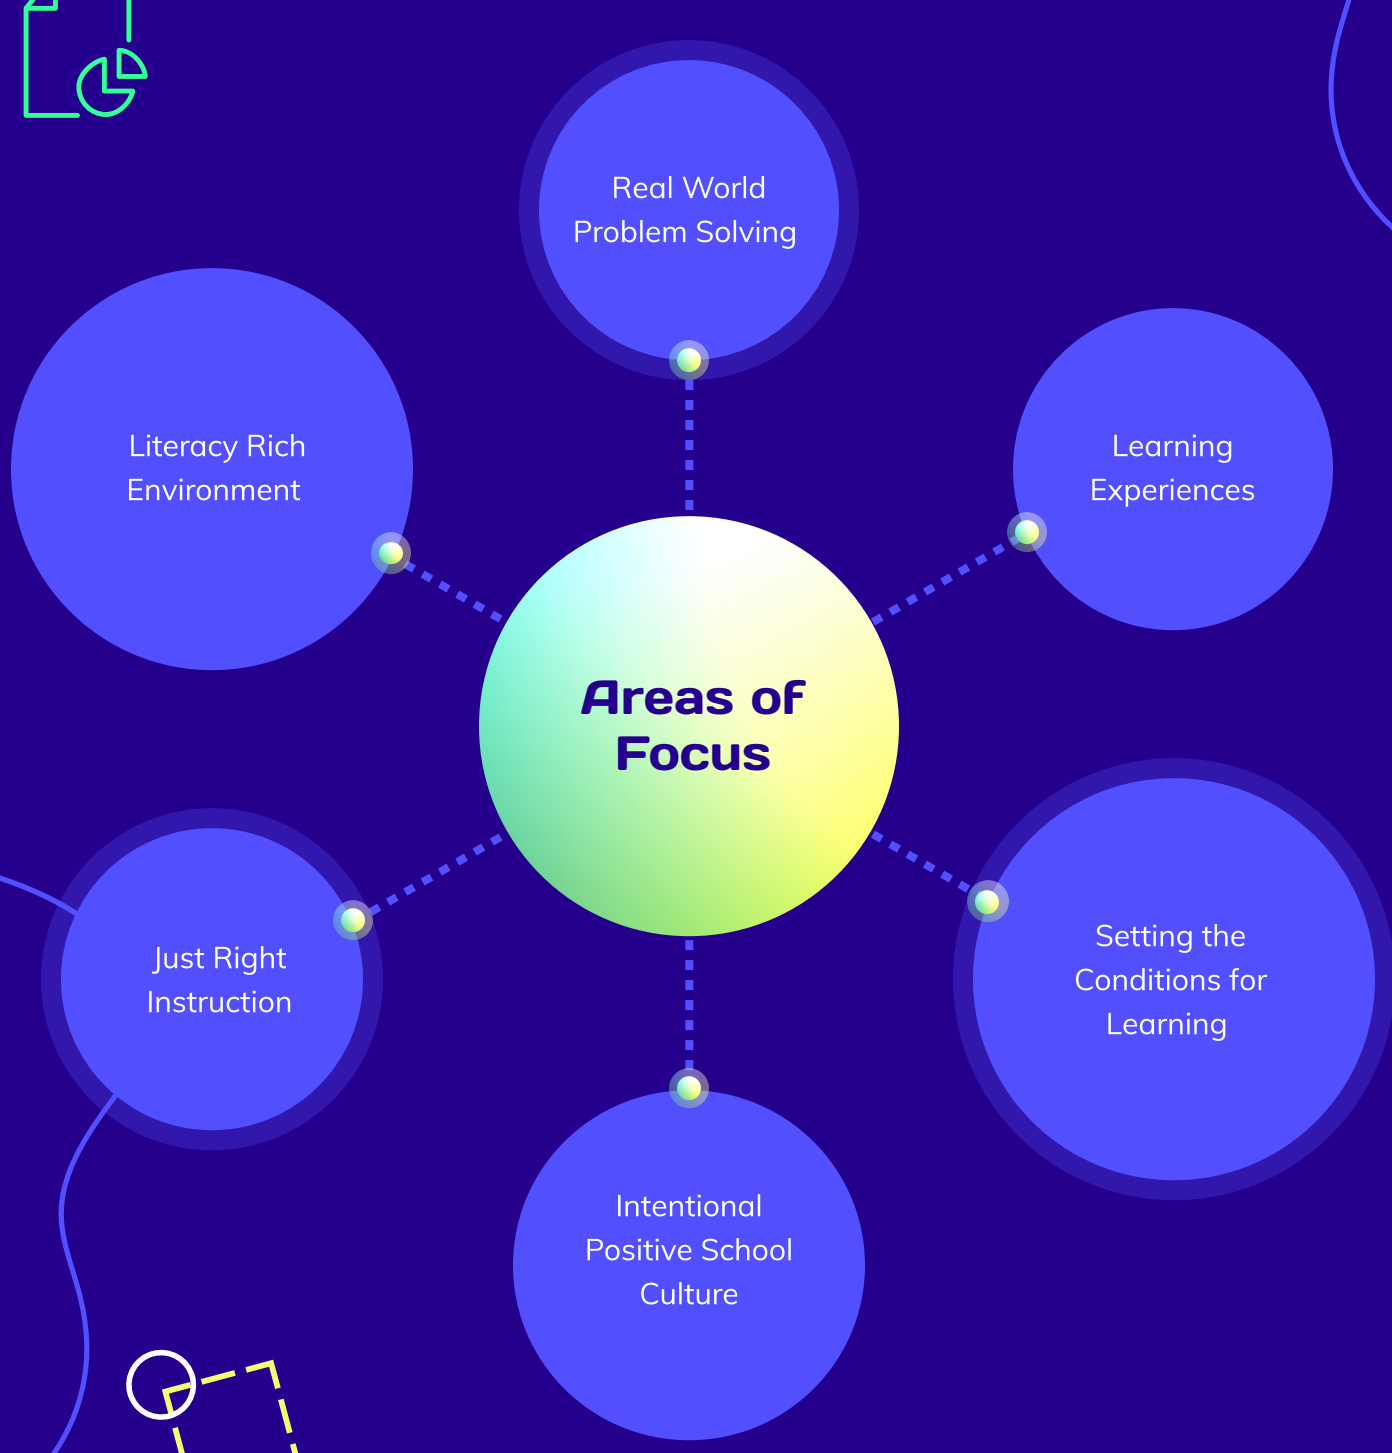 Real World
Problem Solving
Literacy Rich
Environment
Learning
Experiences
Areas of
Focus
Just Right
Instruction
Setting the
Conditions for
Learning
Intentional
Positive School
Culture